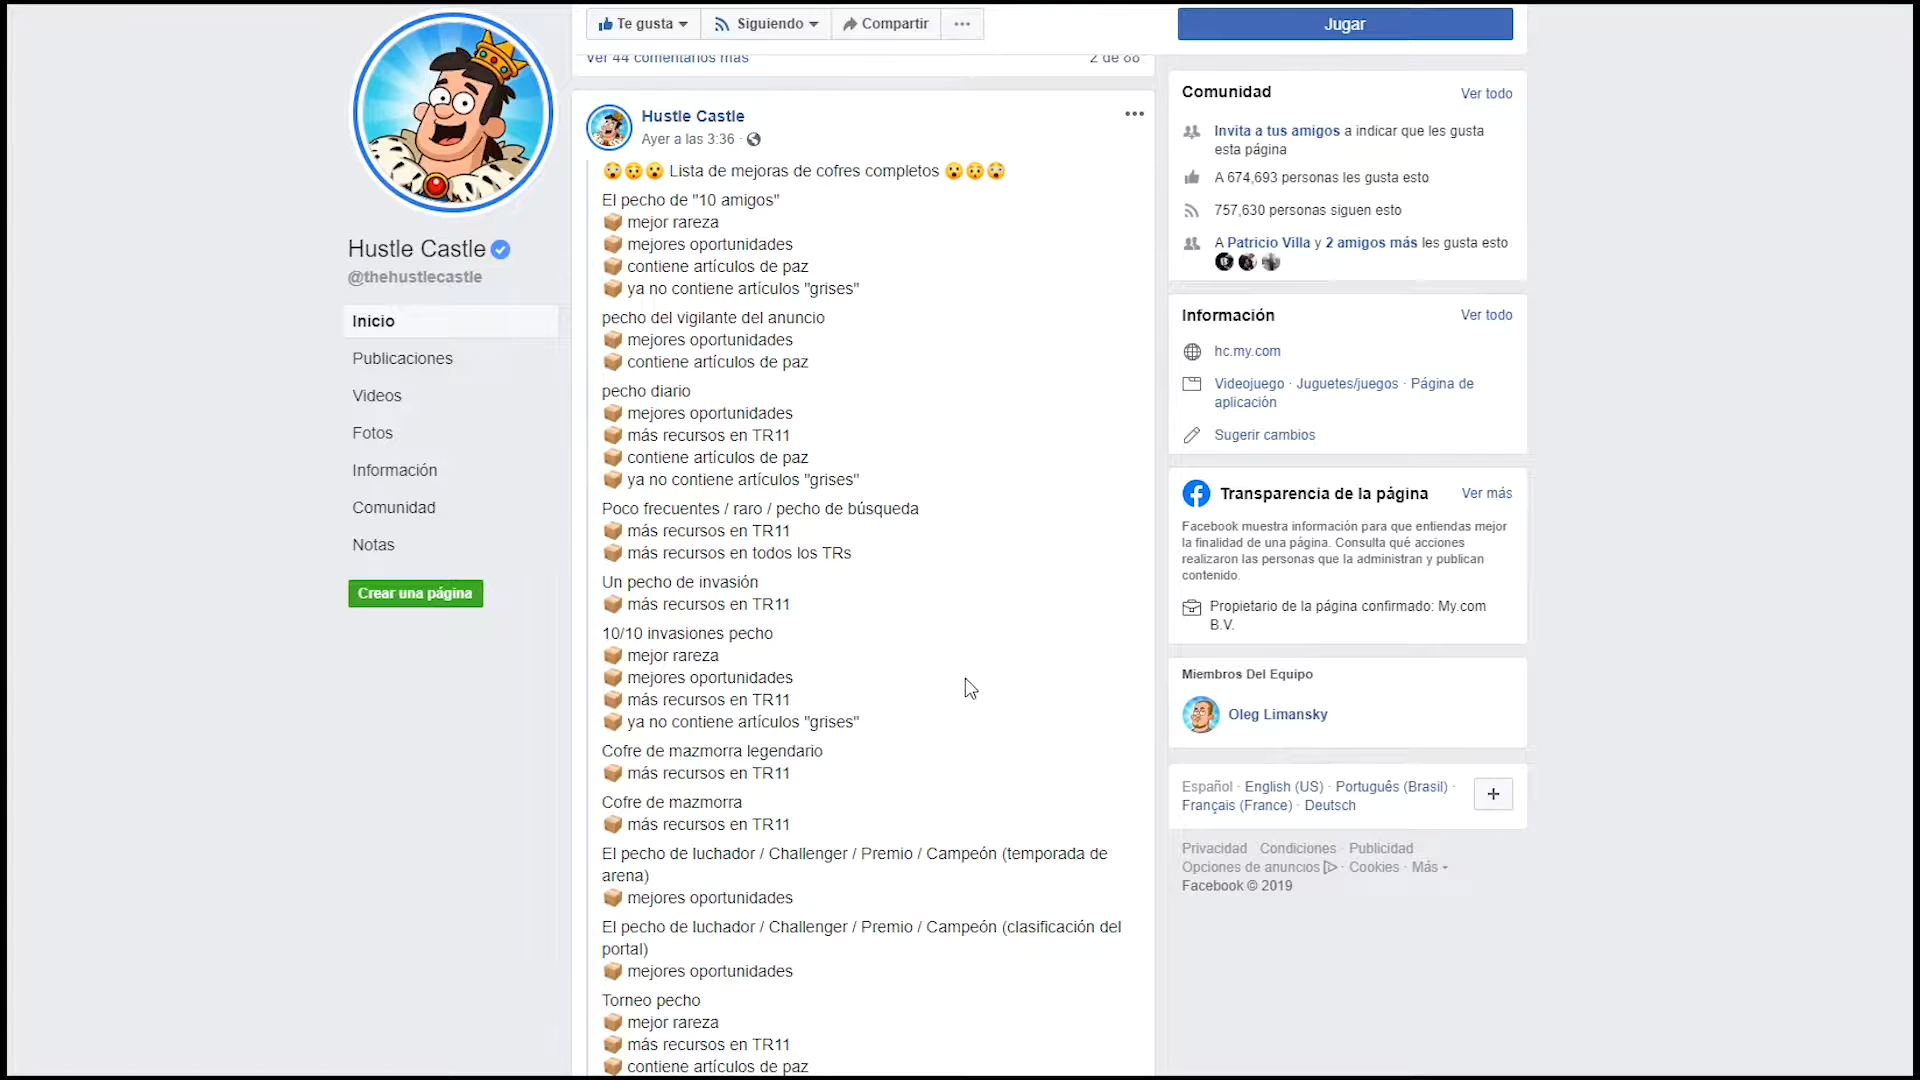 Te gusta
Siguiendo
Compartir
Jugar
Ver 44 comentarios más
2 de 88
Hustle Castle
@thehustlecastle
Inicio
Publicaciones
Videos
Fotos
Información
Comunidad
Notas
Crear una página
Hustle Castle
Ayer a las 3:36 ·
Lista de mejoras de cofres completos
El pecho de "10 amigos"
mejor rareza
mejores oportunidades
contiene artículos de paz
ya no contiene artículos "grises"
pecho del vigilante del anuncio
mejores oportunidades
contiene artículos de paz
pecho diario
mejores oportunidades
más recursos en TR11
contiene artículos de paz
ya no contiene artículos "grises"
Poco frecuentes / raro / pecho de búsqueda
más recursos en TR11
más recursos en todos los TRs
Un pecho de invasión
más recursos en TR11
10/10 invasiones pecho
mejor rareza
mejores oportunidades
más recursos en TR11
ya no contiene artículos "grises"
Cofre de mazmorra legendario
más recursos en TR11
Cofre de mazmorra
más recursos en TR11
El pecho de luchador / Challenger / Premio / Campeón (temporada de
arena)
mejores oportunidades
El pecho de luchador / Challenger / Premio / Campeón (clasificación del
portal)
mejores oportunidades
Torneo pecho
mejor rareza
más recursos en TR11
contiene artículos de paz
Comunidad
Ver todo
Invita a tus amigos a indicar que les gusta
esta página
A 674,693 personas les gusta esto
757,630 personas siguen esto
A Patricio Villa y 2 amigos más les gusta esto
Información
Ver todo
hc.my.com
Videojuego · Juguetes/juegos · Página de
aplicación
Sugerir cambios
Transparencia de la página
Ver más
Facebook muestra información para que entiendas mejor
la finalidad de una página. Consulta qué acciones
realizaron las personas que la administran y publican
contenido.
Propietario de la página confirmado: My.com
B.V.
Miembros Del Equipo
Oleg Limansky
Español · English (US) · Português (Brasil) ·
Français (France) · Deutsch
Privacidad · Condiciones · Publicidad
Opciones de anuncios · Cookies · Más
Facebook © 2019